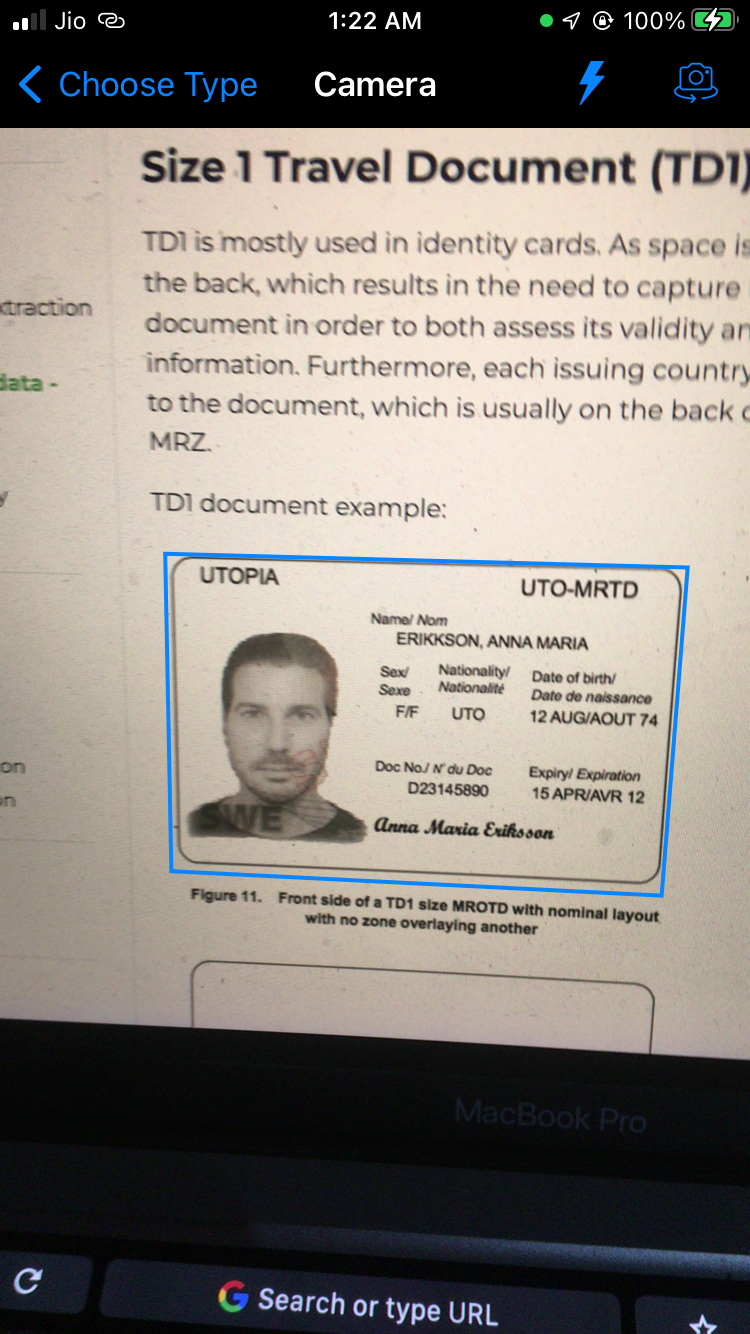 Jio
1:22 AM
100%
Choose Type
Camera
Size 1 Travel Document (TD1)
TD1 is mostly used in identity cards. As space is
the back, which results in the need to capture
xtraction
document in order to both assess its validity an
information. Furthermore, each issuing country
data -
to the document, which is usually on the back o
MRZ.
y
TD1 document example:
UTOPIA
UTO-MRTD
Name/ Nom
ERIKKSON, ANNA MARIA
Sex/ Nationality/ Date of birth/
Sexe Nationalité Date de naissance
F/F UTO 12 AUG/AOUT 74
on
Doc No./ N° du Doc Expiry/ Expiration
D23145890 15 APR/AVR 12
on
SWE
Anna Maria Eriksson
Figure 11. Front side of a TD1 size MROTD with nominal layout
with no zone overlaying another
MacBook Pro
Search or type URL